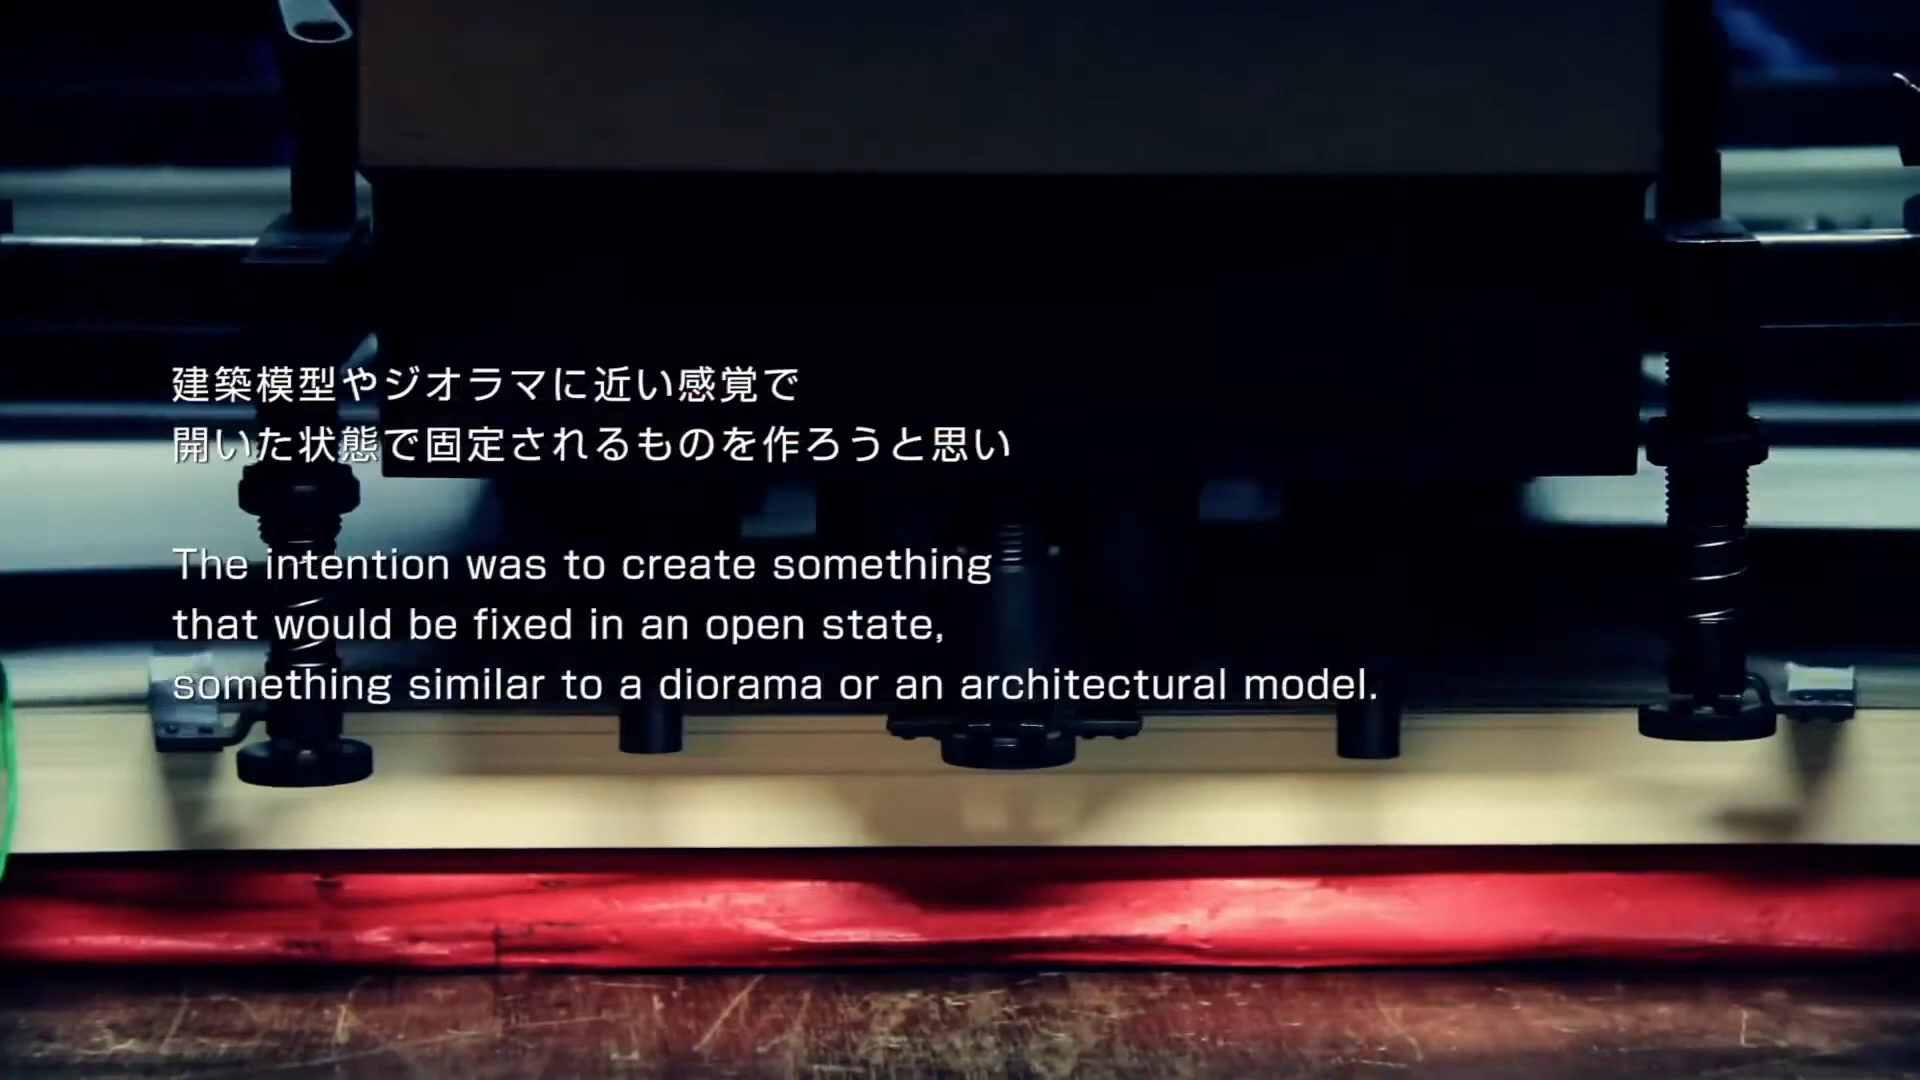 建築模型やジオラマに近い感覚で
開いた状態で固定されるものを作ろうと思い
The intention was to create something
that would be fixed in an open state,
something similar to a diorama or an architectural model.